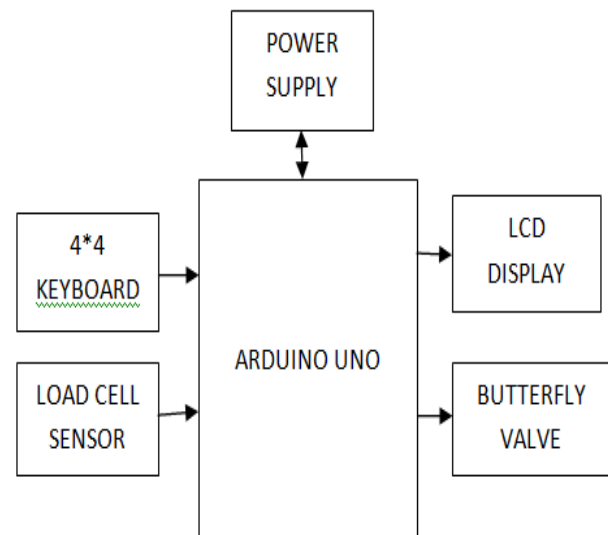 POWER
SUPPLY
4*4
KEYBOARD
LOAD CELL
SENSOR
ARDUINO UNO
LCD
DISPLAY
BUTTERFLY
VALVE